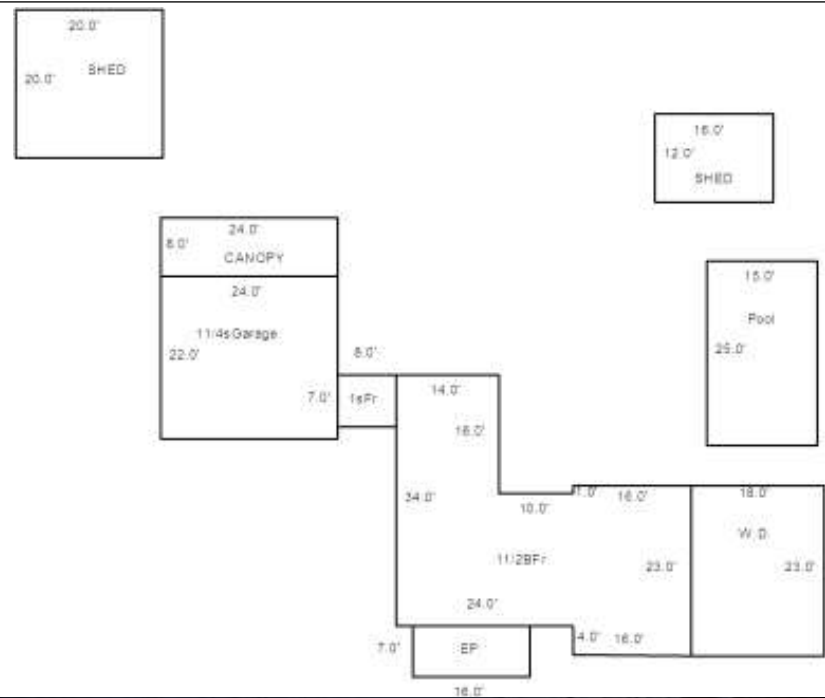 20.0'
20.0' SHED
16.0'
12.0'
SHED
8.0' 24.0'
CANOPY
24.0'
11/4sGarage
22.0'
15.0'
Pool
25.0'
8.0'
7.0' 1sFr
14.0'
16.0'
34.0'
10.0'
1.0' 16.0'
18.0'
W.D.
11/2BFr
23.0'
23.0'
24.0'
4.0' 16.0'
7.0' EP
16.0'